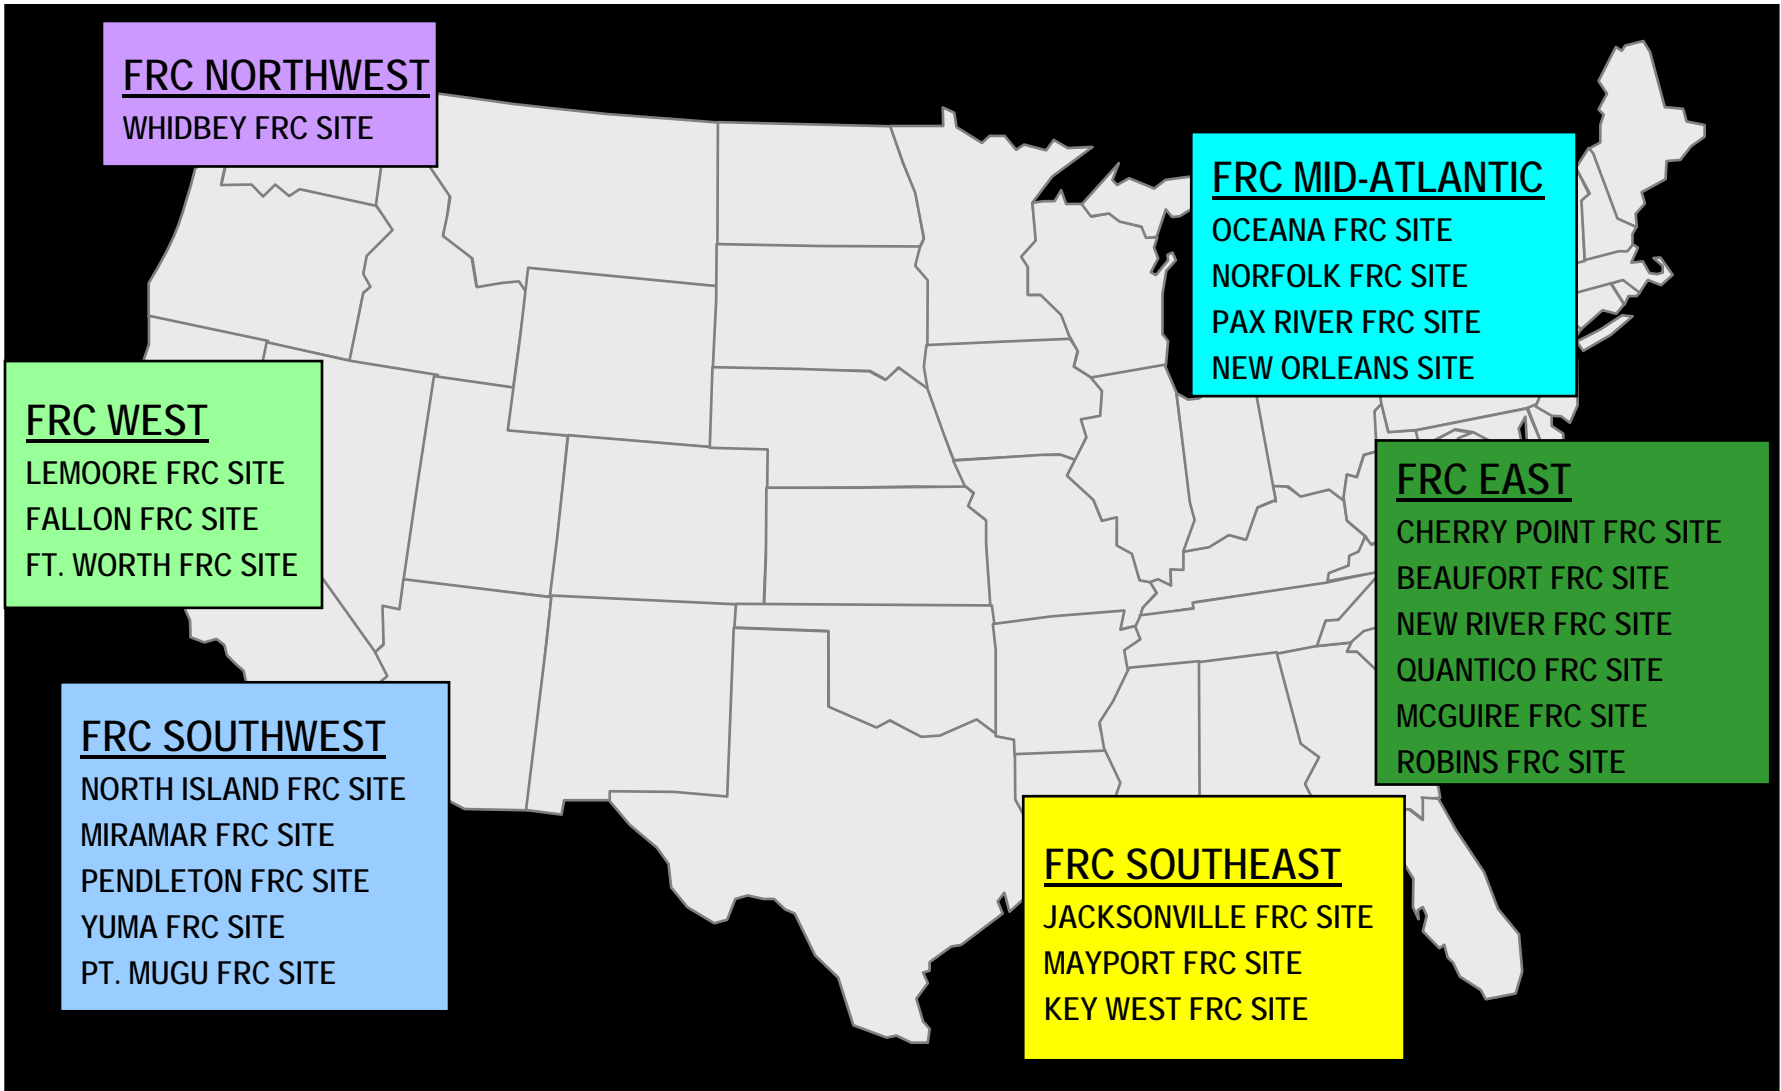 FRC NORTHWEST
WHIDBEY FRC SITE
FRC MID-ATLANTIC
OCEANA FRC SITE
NORFOLK FRC SITE
PAX RIVER FRC SITE
NEW ORLEANS SITE
FRC WEST
LEMOORE FRC SITE
FALLON FRC SITE
FT. WORTH FRC SITE
FRC EAST
CHERRY POINT FRC SITE
BEAUFORT FRC SITE
NEW RIVER FRC SITE
QUANTICO FRC SITE
MCGUIRE FRC SITE
ROBINS FRC SITE
FRC SOUTHWEST
NORTH ISLAND FRC SITE
MIRAMAR FRC SITE
PENDLETON FRC SITE
YUMA FRC SITE
PT. MUGU FRC SITE
FRC SOUTHEAST
JACKSONVILLE FRC SITE
MAYPORT FRC SITE
KEY WEST FRC SITE